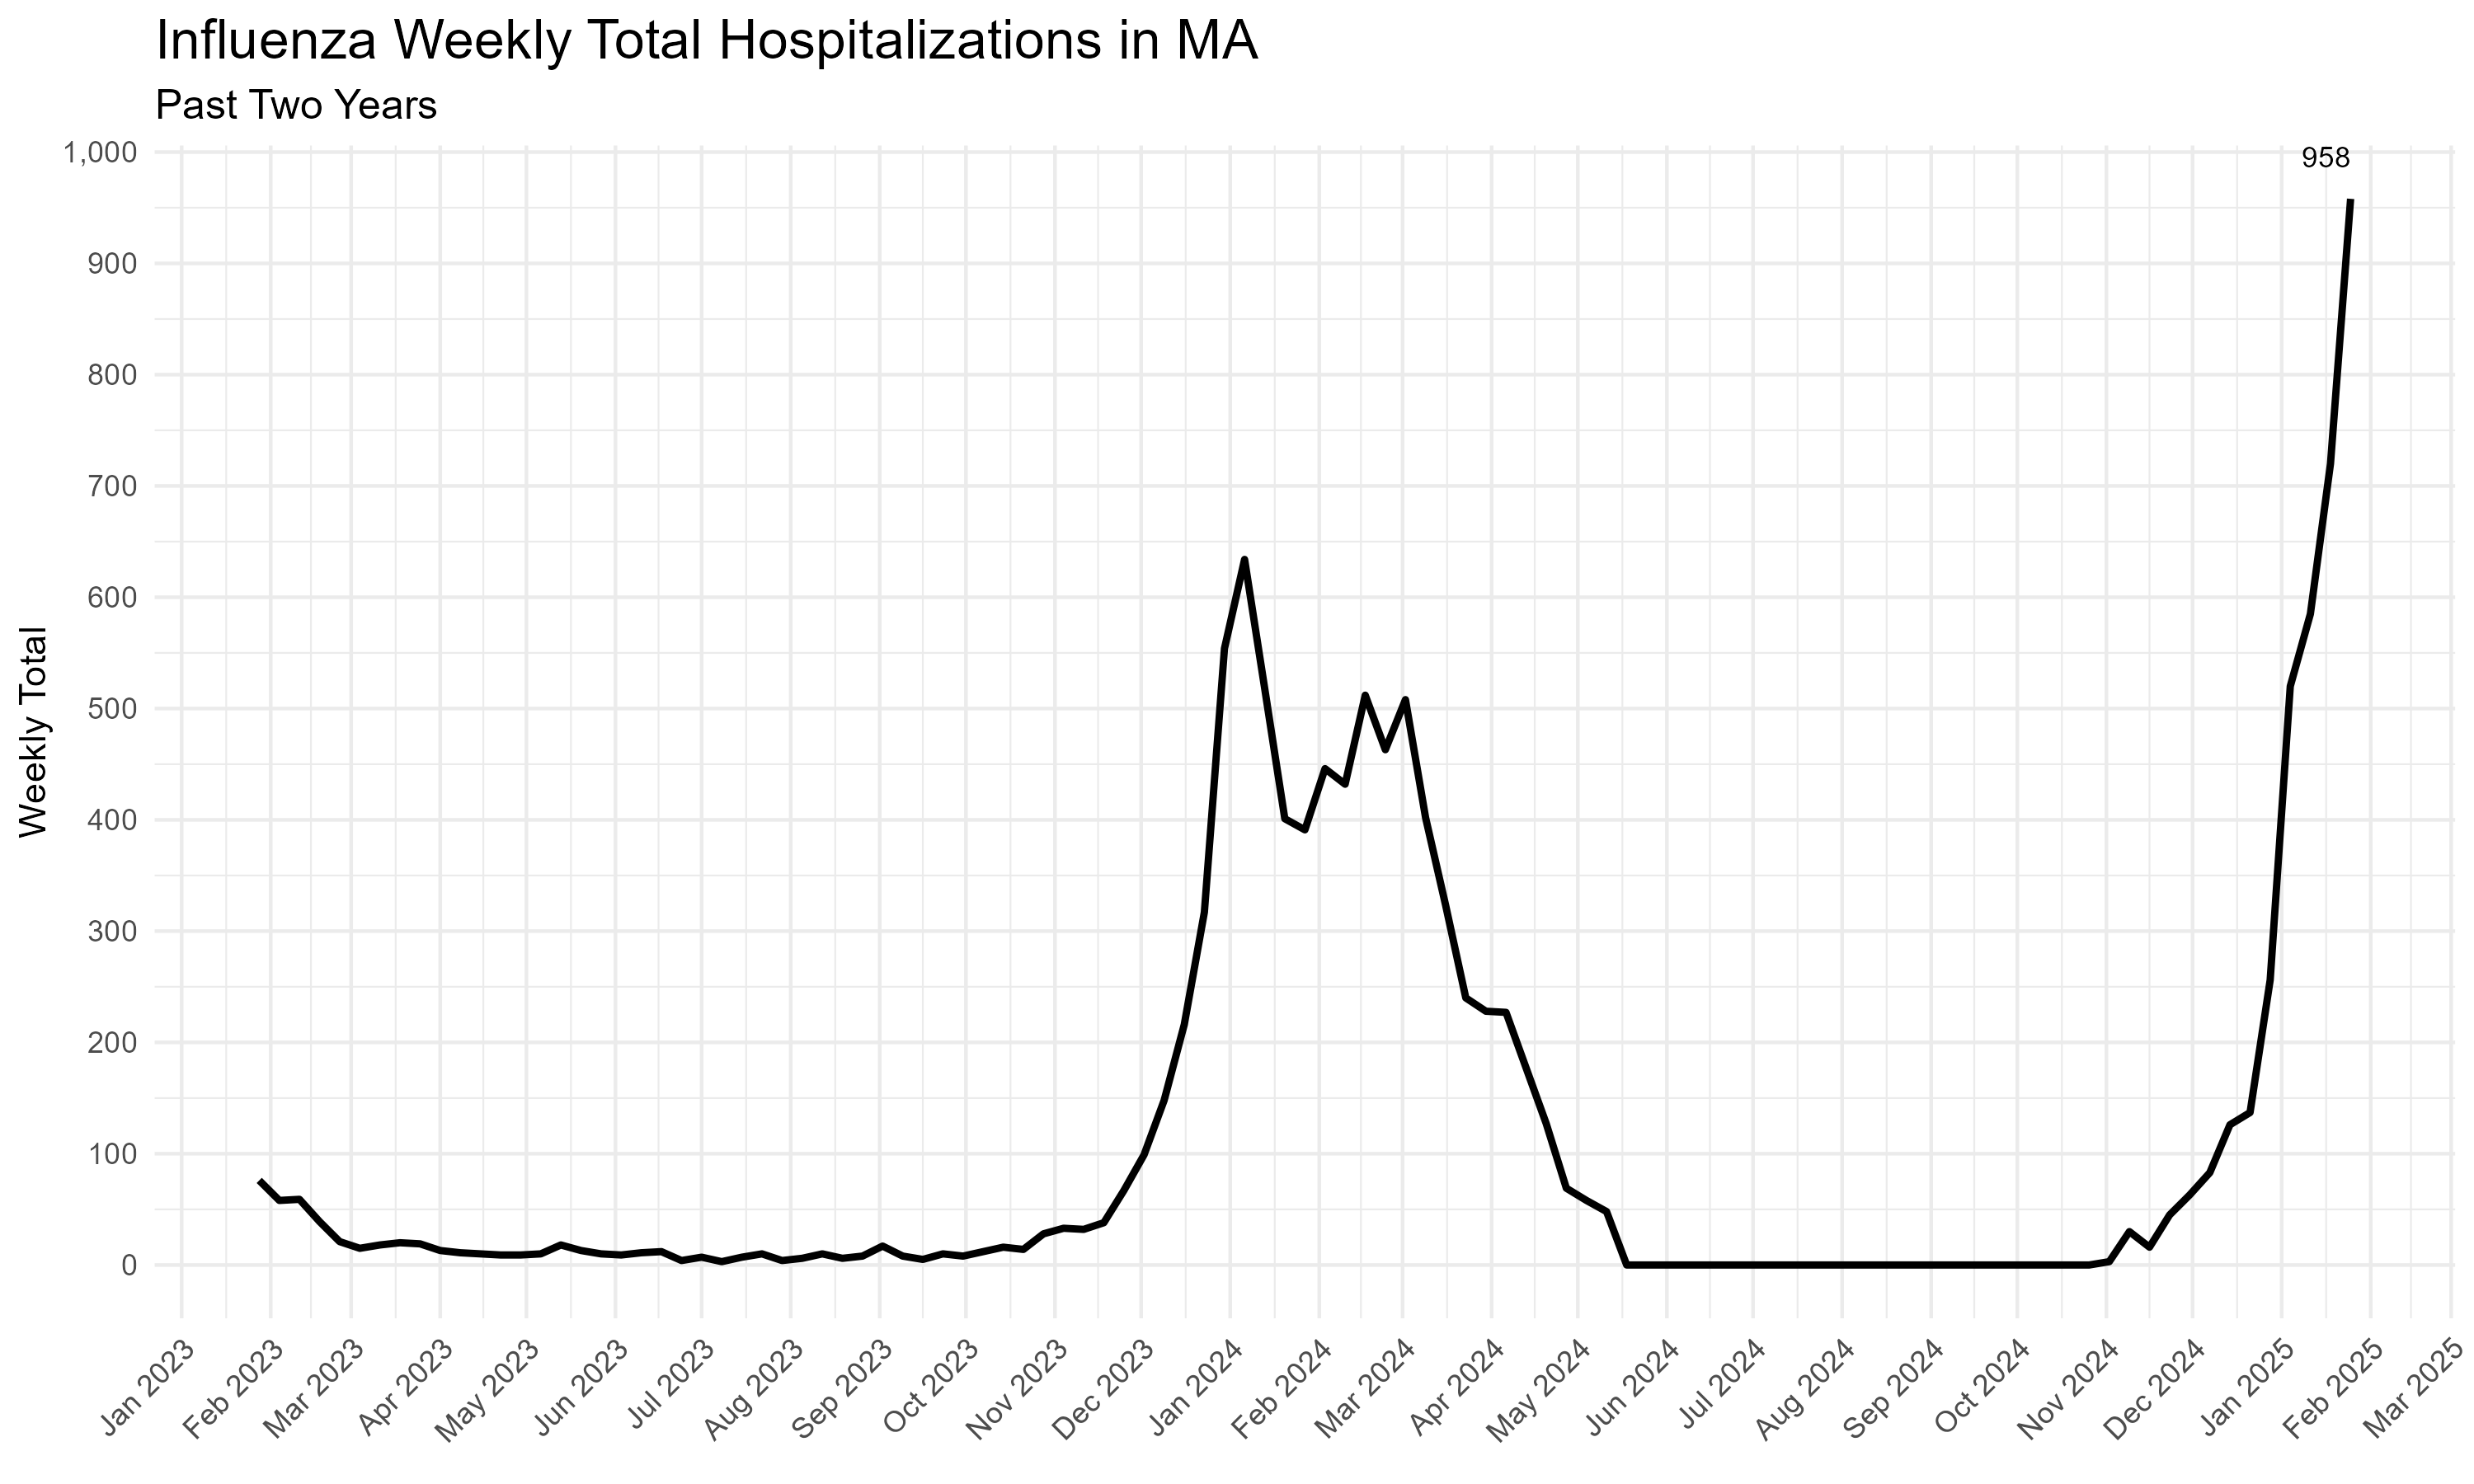 Influenza Weekly Total Hospitalizations in MA
Past Two Years
958
Weekly Total
1,000
900
800
700
600
500
400
300
200
100
0
Jan 2023
Feb 2023
Mar 2023
Apr 2023
May 2023
Jun 2023
Jul 2023
Aug 2023
Sep 2023
Oct 2023
Nov 2023
Dec 2023
Jan 2024
Feb 2024
Mar 2024
Apr 2024
May 2024
Jun 2024
Jul 2024
Aug 2024
Sep 2024
Oct 2024
Nov 2024
Dec 2024
Jan 2025
Feb 2025
Mar 2025